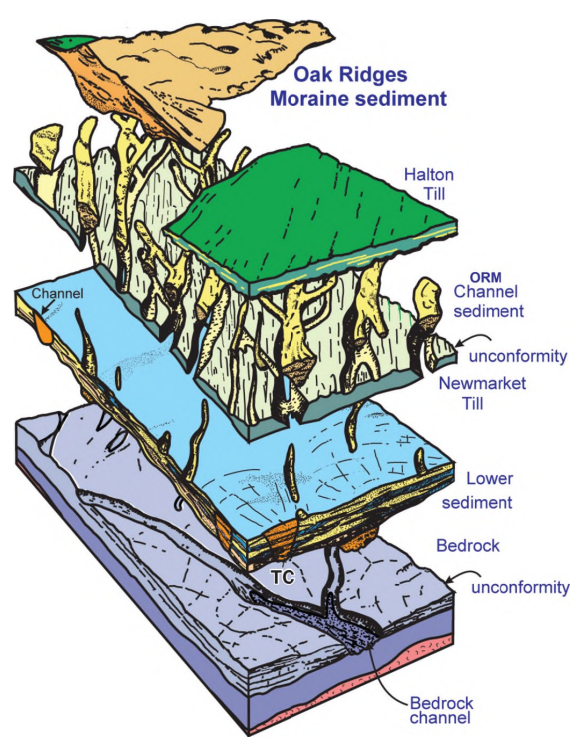 Oak Ridges
Moraine sediment
Halton
Till
ORM
Channel
sediment
Channel
unconformity
Newmarket
Till
Lower
sediment
Bedrock
TC
unconformity
Bedrock
channel